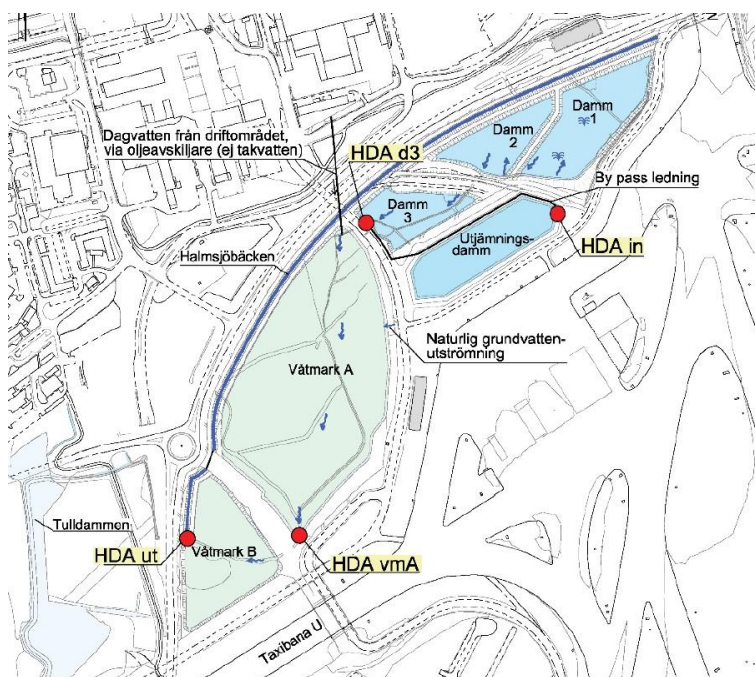 Dagvatten från driftområdet,
via oljeavskiljare (ej takvatten)
HDA d3
Damm
1
Damm
2
By pass ledning
Damm
3
Utjämnings-
damm
HDA in
Halmsjöbäcken
Naturlig grundvatten-
utströmning
Våtmark A
Tulldammen
HDA ut
Våtmark B
HDA vmA
Taxibana U